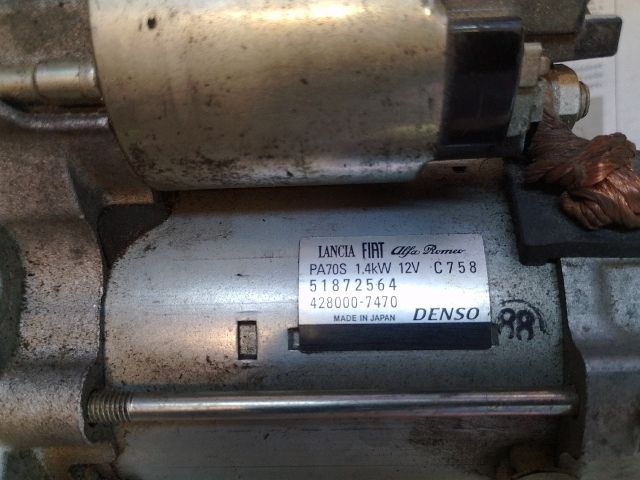 LANCIA FIAT Alfa Romeo
PA70S 1.4kW 12V C758
51872564
428000-7470
MADE IN JAPAN DENSO
88